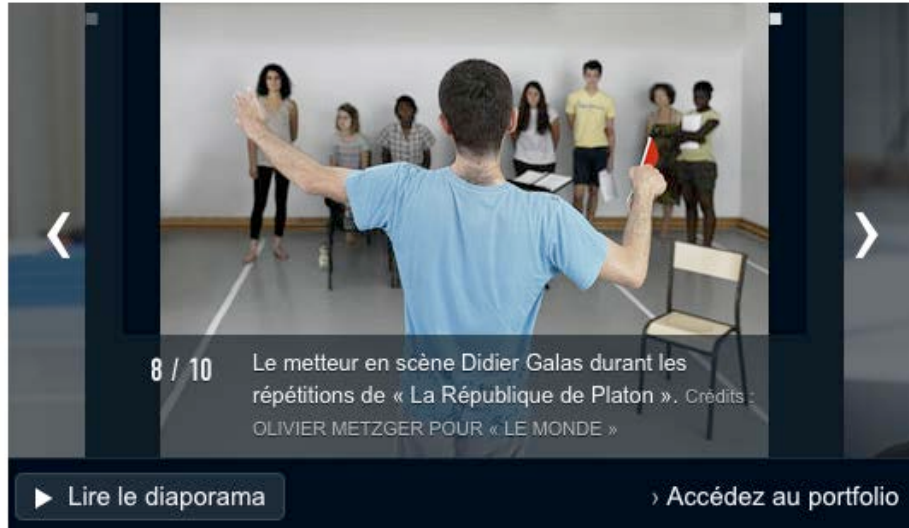 8 / 10
Le metteur en scène Didier Galas durant les
répétitions de « La République de Platon ». Crédits :
OLIVIER METZGER POUR « LE MONDE »
Lire le diaporama
› Accédez au portfolio